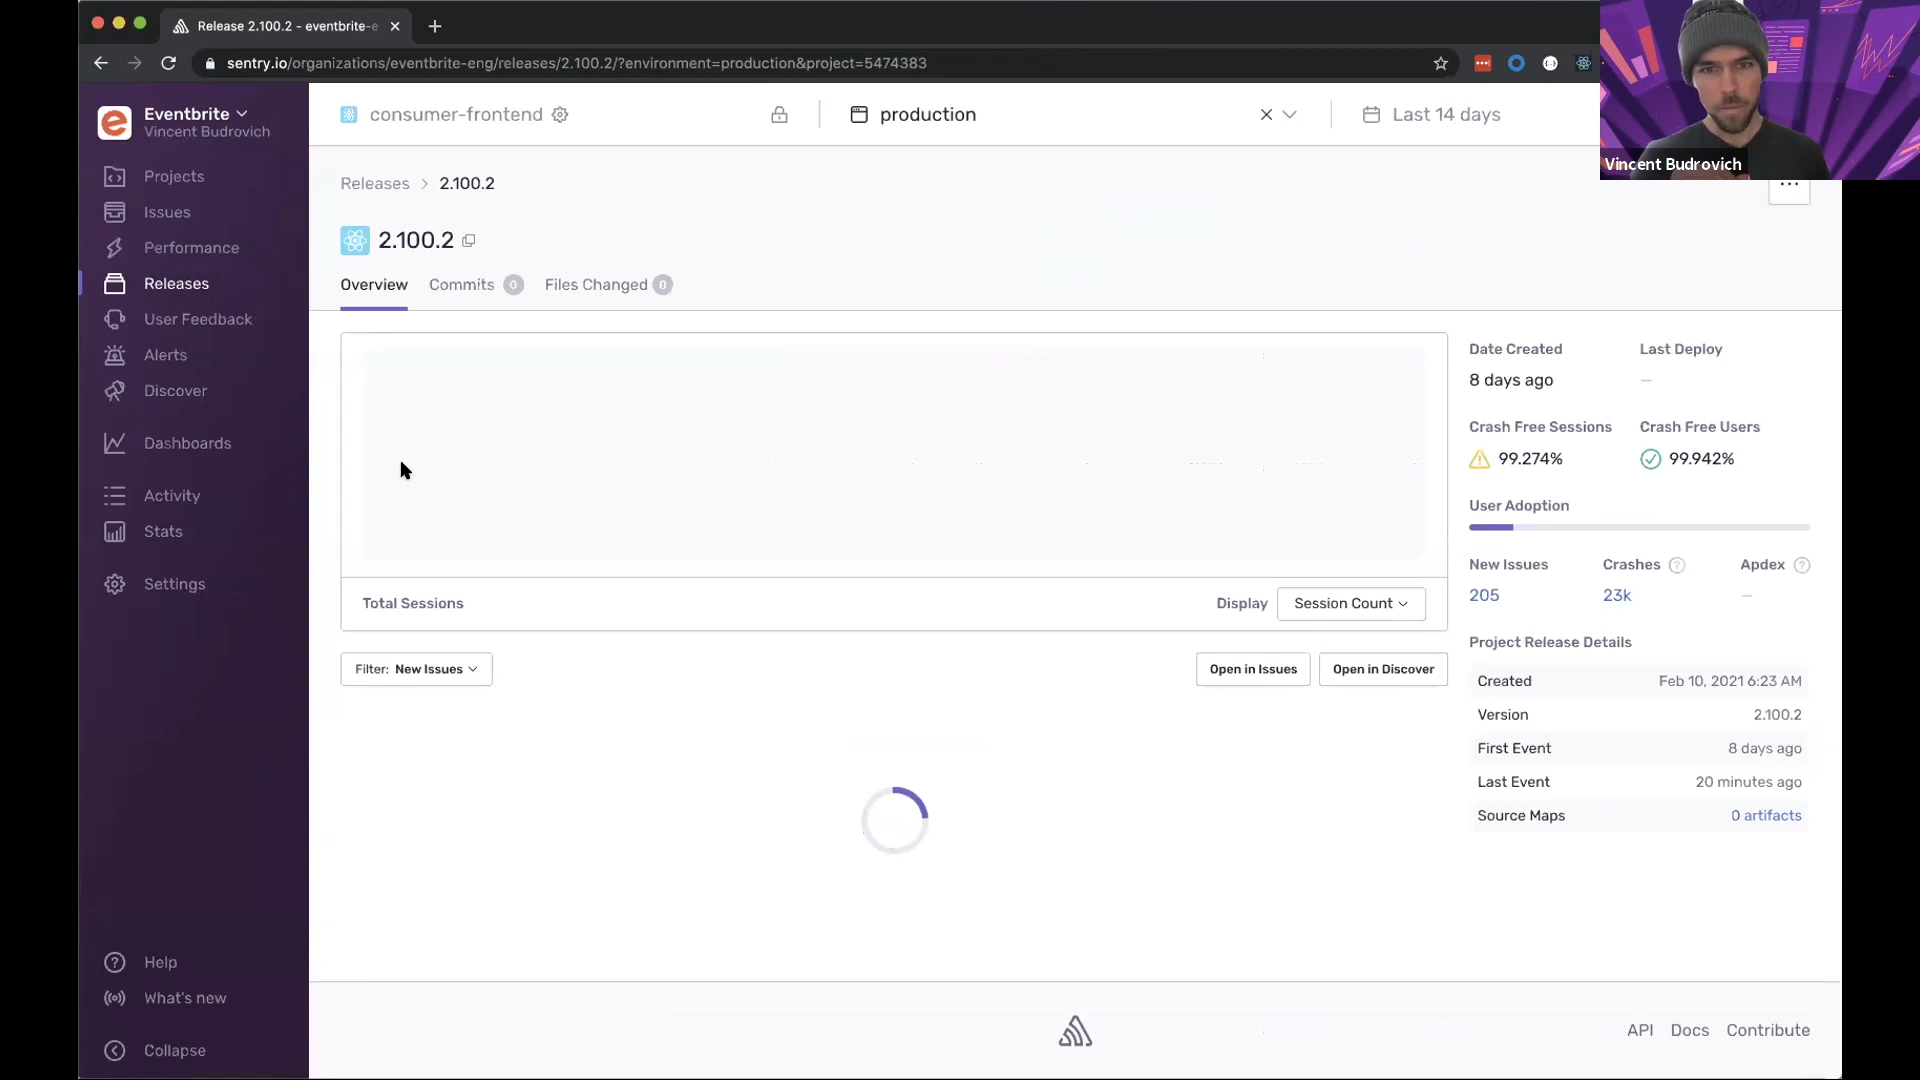 Release 2.100.2 - eventbrite-e
sentry.io/organizations/eventbrite-eng/releases/2.100.2/?environment=production&project=5474383
Vincent Budrovich
Eventbrite
Vincent Budrovich
Projects
Issues
Performance
Releases
User Feedback
Alerts
Discover
Dashboards
Activity
Stats
Settings
Help
What's new
Collapse
consumer-frontend
production
Last 14 days
Releases > 2.100.2
2.100.2
Overview
Commits 0
Files Changed 0
Total Sessions
Display
Session Count
Filter: New Issues
Open in Issues
Open in Discover
Date Created
Last Deploy
8 days ago
–
Crash Free Sessions
Crash Free Users
99.274%
99.942%
User Adoption
New Issues
Crashes ?
Apdex ?
205
23k
–
Project Release Details
Created Feb 10, 2021 6:23 AM
Version 2.100.2
First Event 8 days ago
Last Event 20 minutes ago
Source Maps 0 artifacts
API Docs Contribute